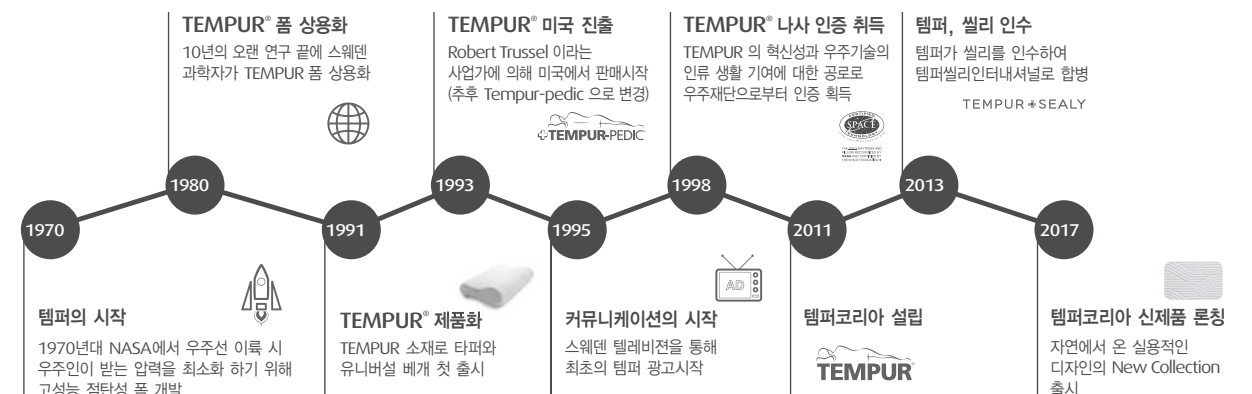 TEMPUR® 폼 상용화
10년의 오랜 연구 끝에 스웨덴
과학자가 TEMPUR 폼 상용화
TEMPUR® 미국 진출
Robert Trussel 이라는
사업가에 의해 미국에서 판매시작
(추후 Tempur-pedic 으로 변경)
TEMPUR-PEDIC
TEMPUR® 나사 인증 취득
TEMPUR 의 혁신성과 우주기술의
인류 생활 기여에 대한 공로로
우주재단으로부터 인증 획득
SPACE
템퍼, 씰리 인수
템퍼가 씰리를 인수하여
템퍼씰리인터내셔널로 합병
TEMPUR+SEALY
1970
1980
1991
1993
1995
1998
2011
2013
2017
템퍼의 시작
1970년대 NASA에서 우주선 이륙 시
우주인이 받는 압력을 최소화 하기 위해
고성능 점탄성 폼 개발
TEMPUR® 제품화
TEMPUR 소재로 타퍼와
유니버설 베개 첫 출시
AD
커뮤니케이션의 시작
스웨덴 텔레비젼을 통해
최초의 템퍼 광고시작
템퍼코리아 설립
TEMPUR
템퍼코리아 신제품 론칭
자연에서 온 실용적인
디자인의 New Collection
출시